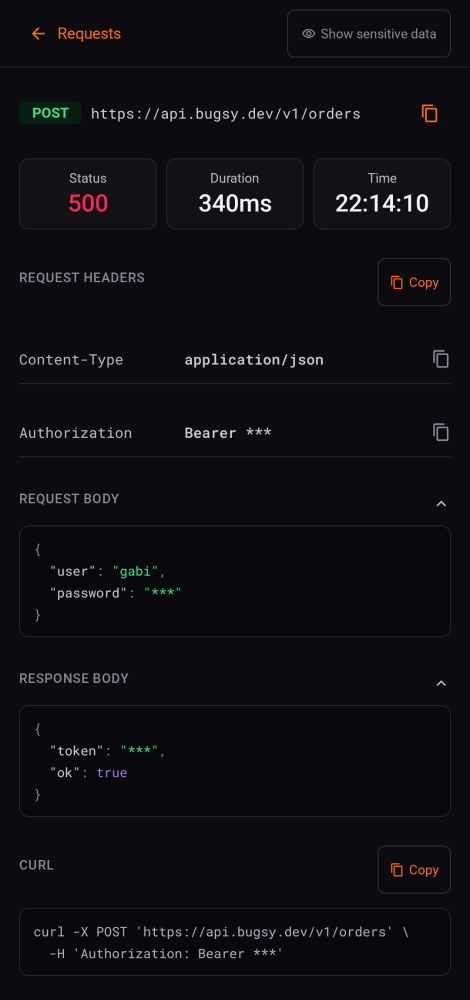 Requests
Show sensitive data
POST https://api.bugsy.dev/v1/orders
Status
500
Duration
340ms
Time
22:14:10
REQUEST HEADERS
Copy
Content-Type application/json
Authorization Bearer ***
REQUEST BODY
{
  "user": "gabi",
  "password": "***"
}
RESPONSE BODY
{
  "token": "***",
  "ok": true
}
CURL
Copy
curl -X POST 'https://api.bugsy.dev/v1/orders' \
  -H 'Authorization: Bearer ***'